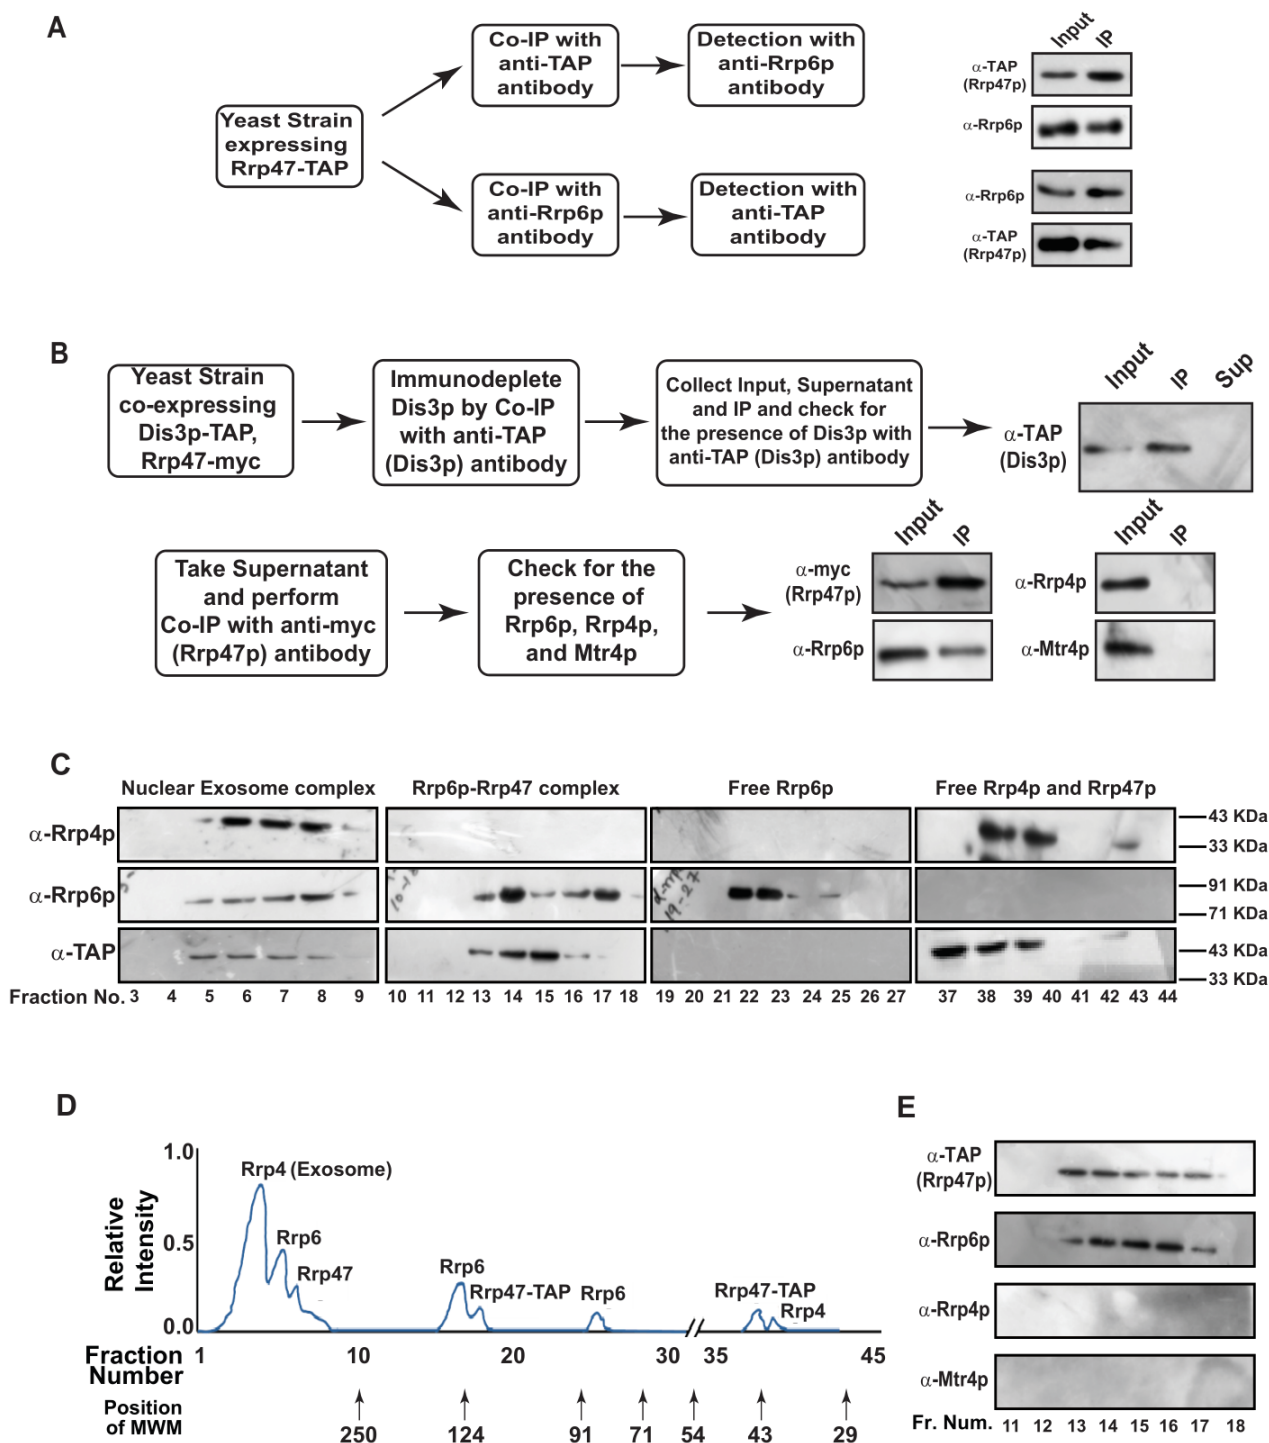 A
Yeast Strain
expressing
Rrp47-TAP
Co-IP with
anti-TAP
antibody
Detection with
anti-Rrp6p
antibody
Co-IP with
anti-Rrp6p
antibody
Detection with
anti-TAP
antibody
Input IP
α-TAP
(Rrp47p)
α-Rrp6p
α-Rrp6p
α-TAP
(Rrp47p)
B
Yeast Strain
co-expressing
Dis3p-TAP,
Rrp47-myc
Immunodeplete
Dis3p by Co-IP
with anti-TAP
(Dis3p) antibody
Collect Input, Supernatant
and IP and check for
the presence of Dis3p with
anti-TAP (Dis3p) antibody
Input IP Sup
α-TAP
(Dis3p)
Take Supernatant
and perform
Co-IP with anti-myc
(Rrp47p) antibody
Check for the
presence of
Rrp6p, Rrp4p,
and Mtr4p
Input IP
α-myc
(Rrp47p)
α-Rrp6p
Input IP
α-Rrp4p
α-Mtr4p
C
Nuclear Exosome complex Rrp6p-Rrp47 complex Free Rrp6p Free Rrp4p and Rrp47p
α-Rrp4p
43 KDa
33 KDa
α-Rrp6p
10-18
19-27
91 KDa
71 KDa
α-TAP
43 KDa
33 KDa
Fraction No. 3 4 5 6 7 8 9 10 11 12 13 14 15 16 17 18 19 20 21 22 23 24 25 26 27 37 38 39 40 41 42 43 44
D
Relative
Intensity
1.0
0.5
0.0
Rrp4 (Exosome)
Rrp6
Rrp47
Rrp6
Rrp47-TAP
Rrp6
Rrp47-TAP
Rrp4
Fraction
Number
1 10 20 30 35 45
Position
of MWM
250 124 91 71 54 43 29
E
α-TAP
(Rrp47p)
α-Rrp6p
α-Rrp4p
α-Mtr4p
Fr. Num. 11 12 13 14 15 16 17 18